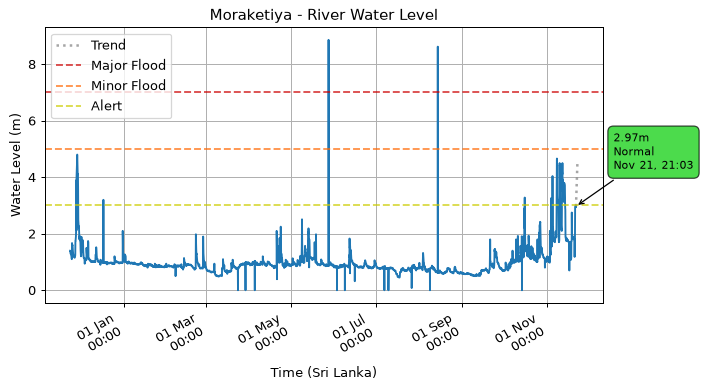 Moraketiya - River Water Level
Trend
Major Flood
Minor Flood
Alert
2.97m
Normal
Nov 21, 21:03
Water Level (m)
8
6
4
2
0
01 Jan
00:00
01 Mar
00:00
01 May
00:00
01 Jul
00:00
01 Sep
00:00
01 Nov
00:00
Time (Sri Lanka)